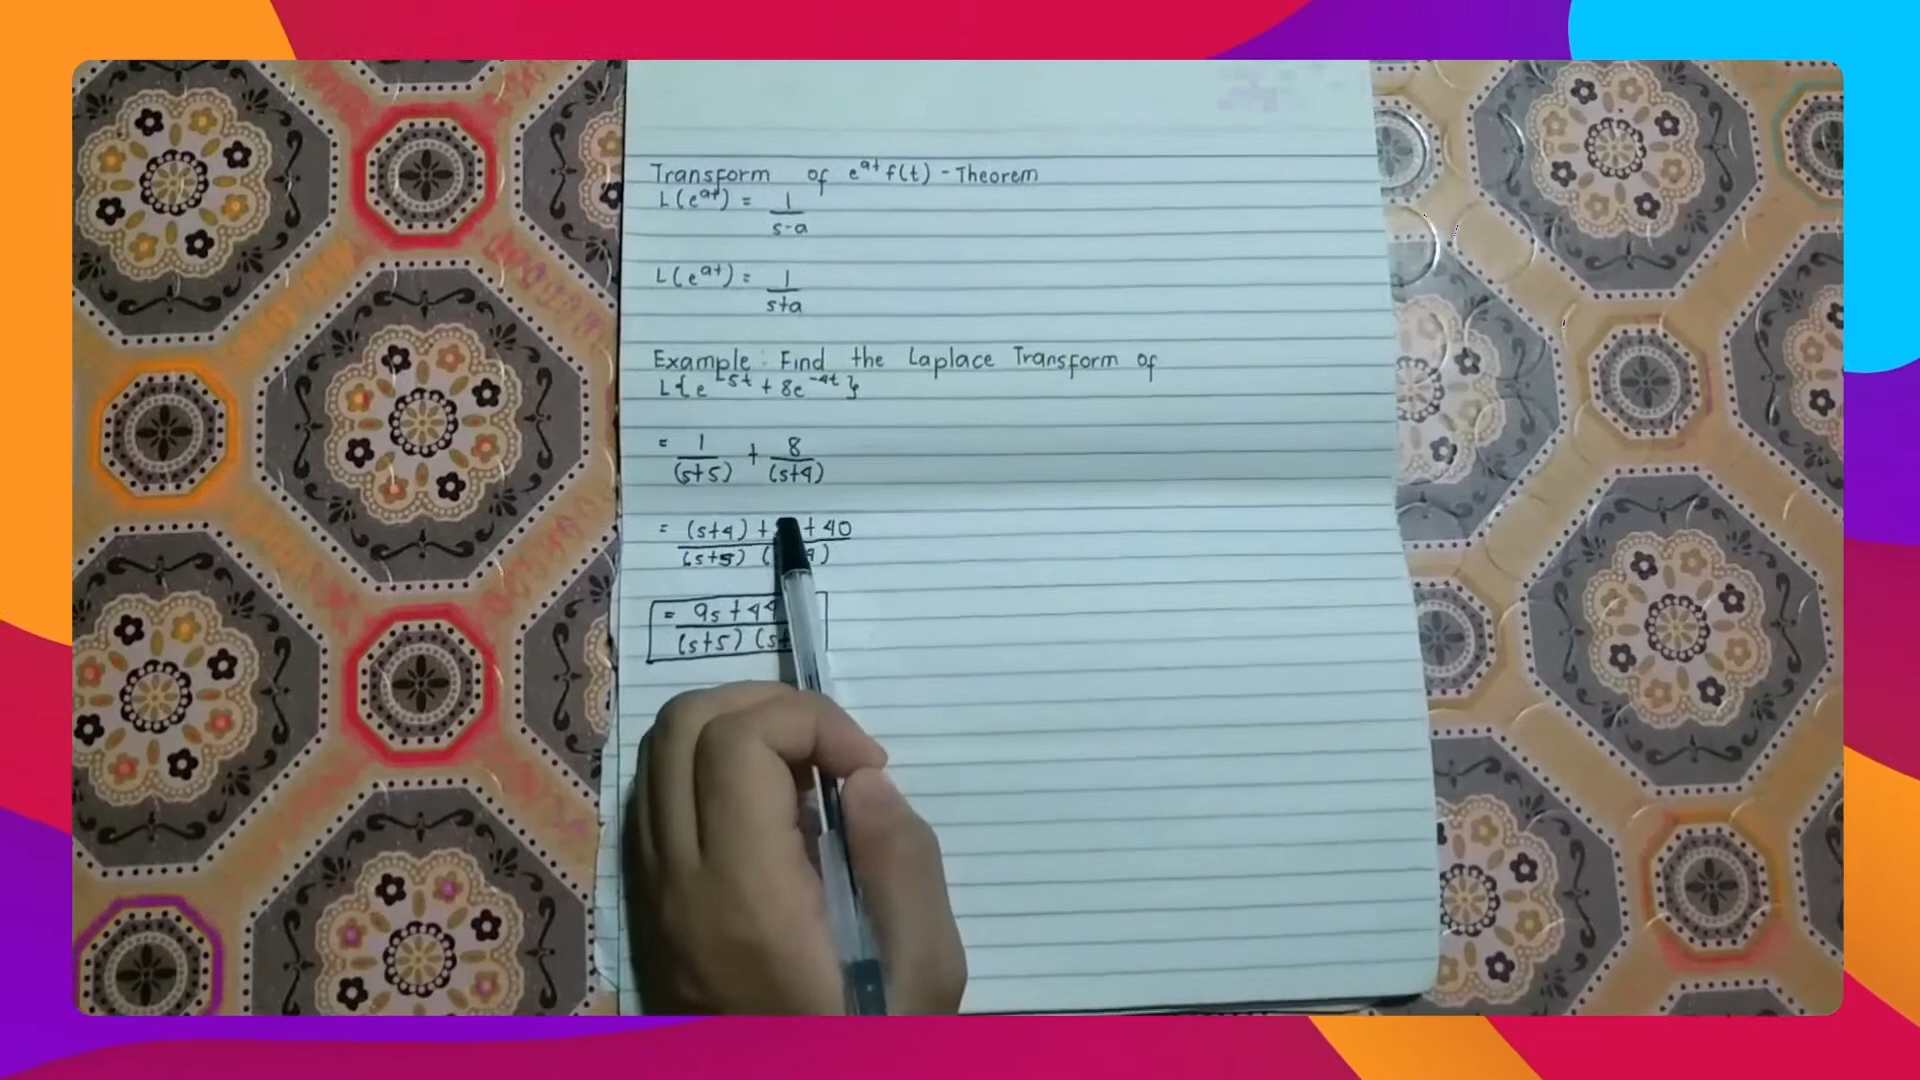 Transform of e^at f(t) - Theorem
L(e^at) = 1
s-a
L(e^at) = 1
s+a
Example: Find the Laplace Transform of
L{e^-5t + 8e^-4t}
= 1 + 8
(s+5) (s+4)
= (s+4) + + 40
(s+5) ( 4)
= 9s + 44
(s+5) (s+